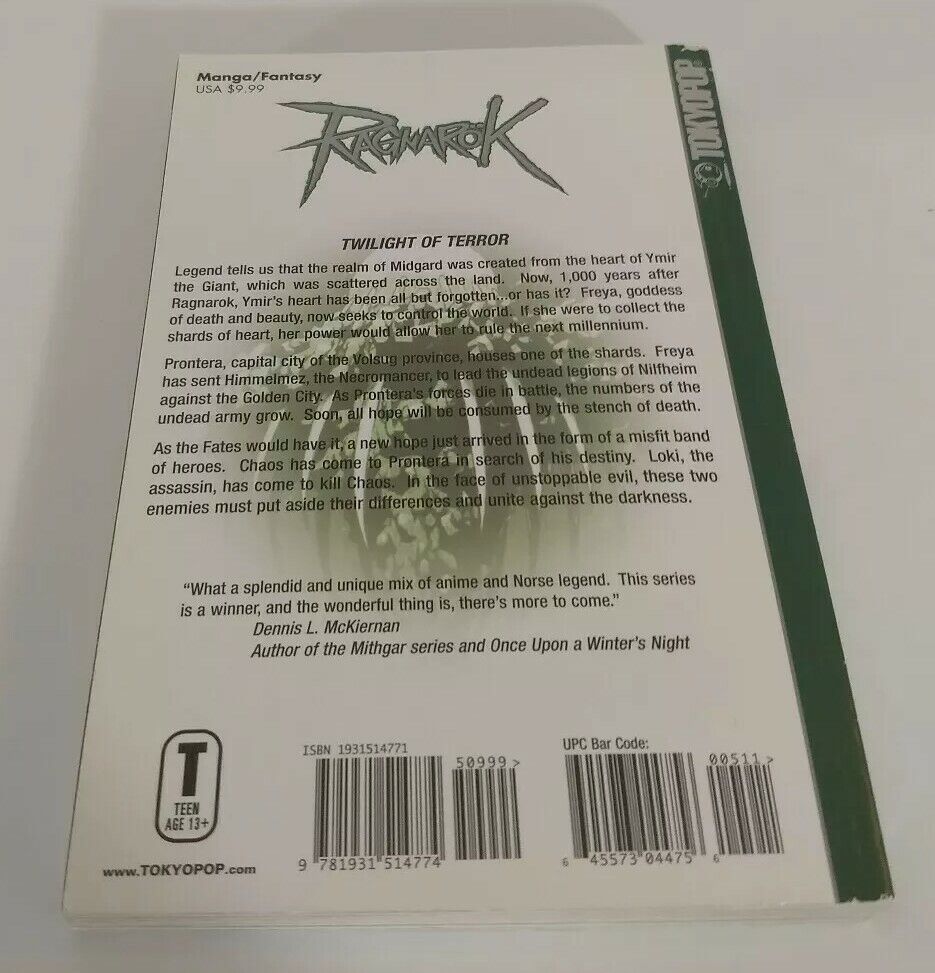 Manga/Fantasy
USA $9.99
RAGNARÖK
TOKYOPOP
TWILIGHT OF TERROR
Legend tells us that the realm of Midgard was created from the heart of Ymir
the Giant, which was scattered across the land. Now, 1,000 years after
Ragnarok, Ymir's heart has been all but forgotten...or has it? Freya, goddess
of death and beauty, now seeks to control the world. If she were to collect the
shards of heart, her power would allow her to rule the next millennium.
Prontera, capital city of the Volsug province, houses one of the shards. Freya
has sent Himmelmez, the Necromancer, to lead the undead legions of Nilfheim
against the Golden City. As Prontera's forces die in battle, the numbers of the
undead army grow. Soon, all hope will be consumed by the stench of death.
As the Fates would have it, a new hope just arrived in the form of a misfit band
of heroes. Chaos has come to Prontera in search of his destiny. Loki, the
assassin, has come to kill Chaos. In the face of unstoppable evil, these two
enemies must put aside their differences and unite against the darkness.
“What a splendid and unique mix of anime and Norse legend. This series
is a winner, and the wonderful thing is, there's more to come.”
Dennis L. McKiernan
Author of the Mithgar series and Once Upon a Winter's Night
T
TEEN
AGE 13+
www.TOKYOPOP.com
ISBN 1931514771
50999>
9 781931 514774
UPC Bar Code:
00511>
6 45573 04475 6